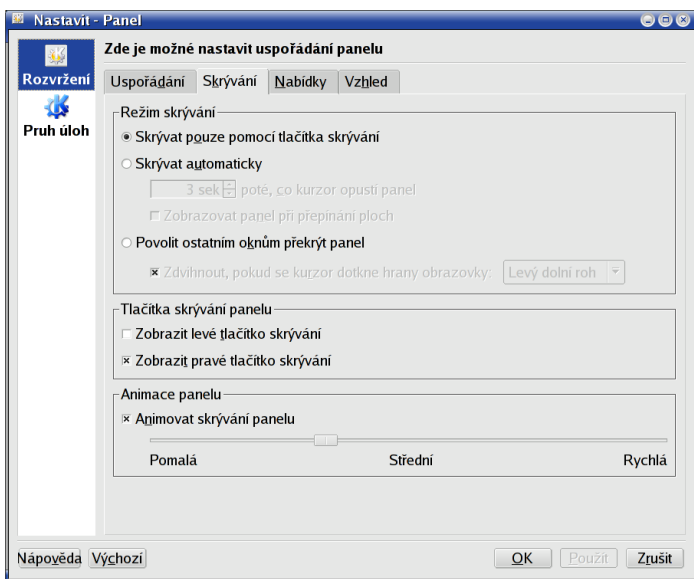 Nastavit - Panel
Rozvržení
Pruh úloh
Zde je možné nastavit uspořádání panelu
Uspořádání Skrývání Nabídky Vzhled
Režim skrývání
Skrývat pouze pomocí tlačítka skrývání
Skrývat automaticky
3 sek poté, co kurzor opustí panel
Zobrazovat panel při přepínání ploch
Povolit ostatním oknům překrýt panel
Zdvihnout, pokud se kurzor dotkne hrany obrazovky: Levý dolní roh
Tlačítka skrývání panelu
Zobrazit levé tlačítko skrývání
Zobrazit pravé tlačítko skrývání
Animace panelu
Animovat skrývání panelu
Pomalá Střední Rychlá
Nápověda Výchozí OK Použít Zrušit